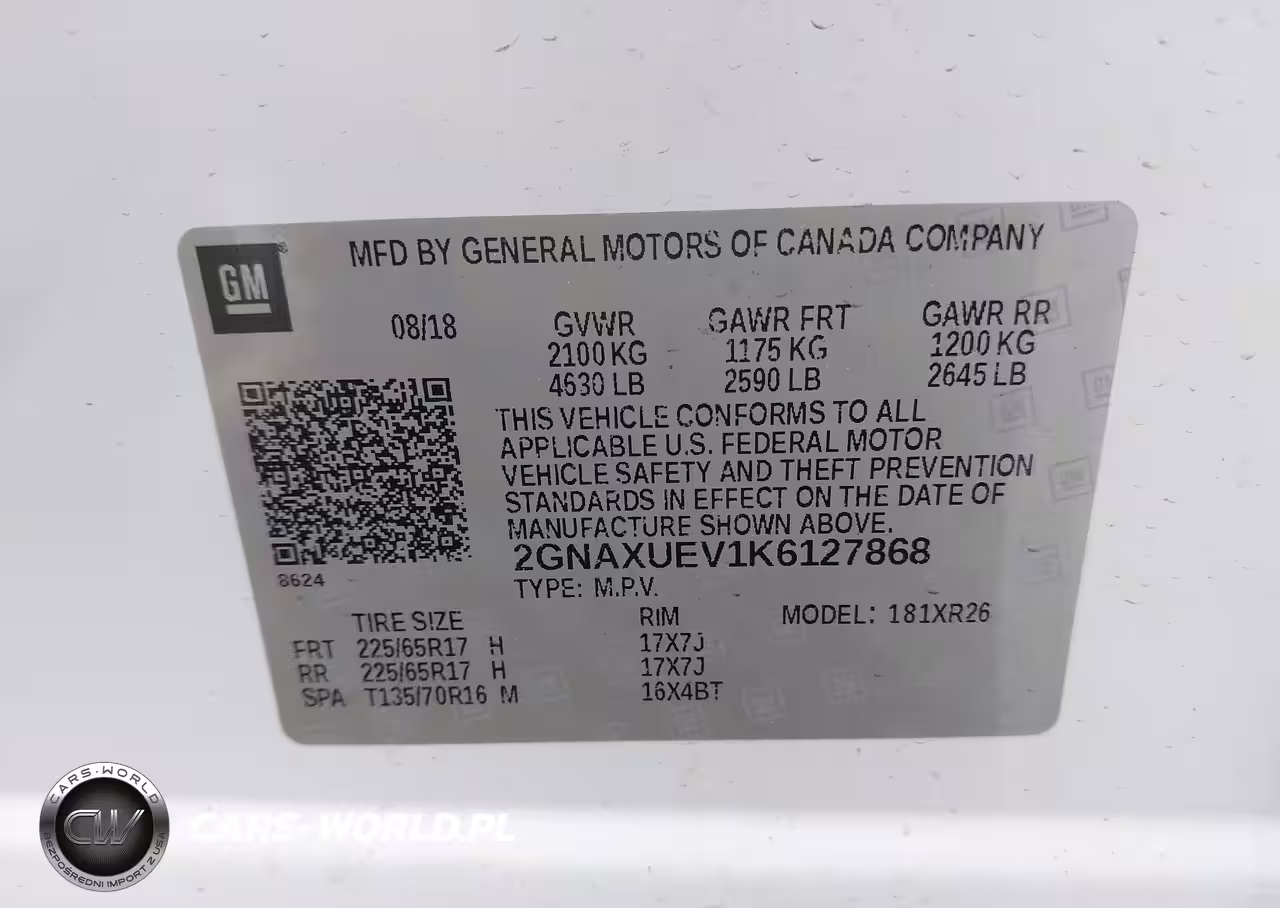 GM
MFD BY GENERAL MOTORS OF CANADA COMPANY
08/18 GVWR GAWR FRT GAWR RR
2100 KG 1175 KG 1200 KG
4630 LB 2590 LB 2645 LB
THIS VEHICLE CONFORMS TO ALL
APPLICABLE U.S. FEDERAL MOTOR
VEHICLE SAFETY AND THEFT PREVENTION
STANDARDS IN EFFECT ON THE DATE OF
MANUFACTURE SHOWN ABOVE.
2GNAXUEV1K6127868
8624
TYPE: M.P.V.
TIRE SIZE RIM MODEL: 181XR26
FRT 225/65R17 H 17X7J
RR 225/65R17 H 17X7J
SPA T135/70R16 M 16X4BT
CARS-WORLD
CW
BEZPOŚREDNI IMPORT Z USA
CARS-WORLD.PL